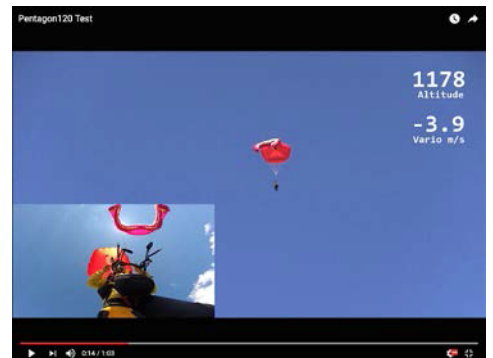 Pentagon120 Test
1178
Altitude
-3.9
Vario m/s
0:14 / 1:03